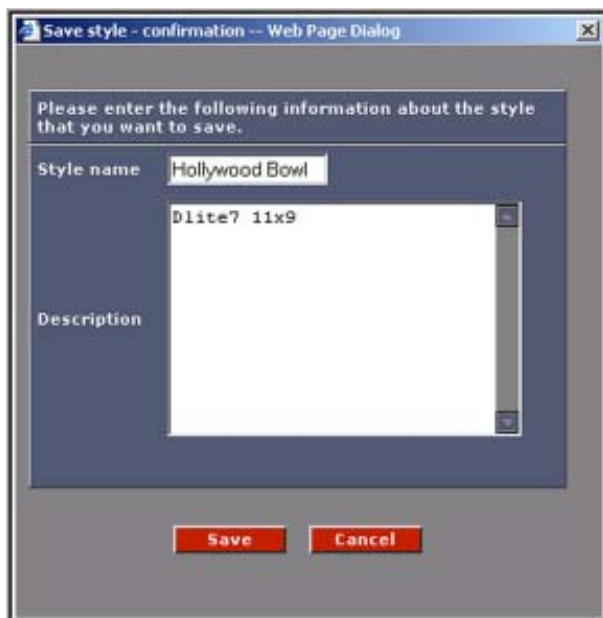 Save style - confirmation -- Web Page Dialog
Please enter the following information about the style
that you want to save.
Style name
Hollywood Bowl
Dlite7 11x9
Description
Save
Cancel